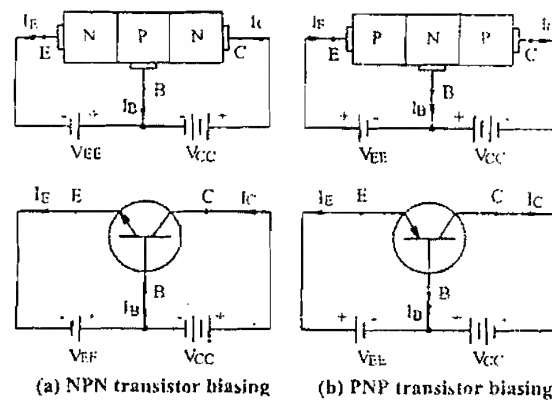 IE
E
N
P
N
C
IC
B
IB
- +
- +
VEE
VCC
IE
E
P
N
P
C
B
IB
+ -
+ -
VEE
VCC
IE
E
C
IC
B
IB
- +
- +
VEE
VCC
IE
E
C
IC
B
IB
+ -
+ -
VEE
VCC
(a) NPN transistor biasing
(b) PNP transistor biasing